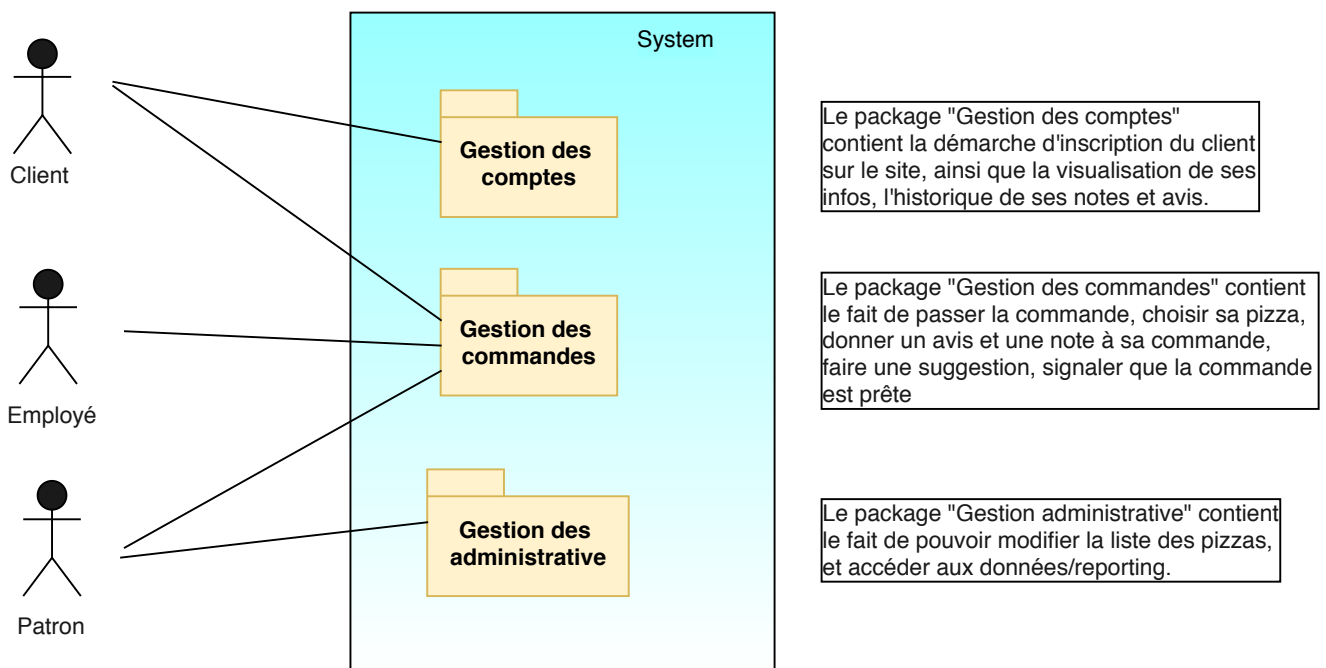 System
Client
Gestion des
comptes
Le package "Gestion des comptes"
contient la démarche d'inscription du client
sur le site, ainsi que la visualisation de ses
infos, l'historique de ses notes et avis.
Employé
Gestion des
commandes
Le package "Gestion des commandes" contient
le fait de passer la commande, choisir sa pizza,
donner un avis et une note à sa commande,
faire une suggestion, signaler que la commande
est prête
Patron
Gestion des
administrative
Le package "Gestion administrative" contient
le fait de pouvoir modifier la liste des pizzas,
et accéder aux données/reporting.